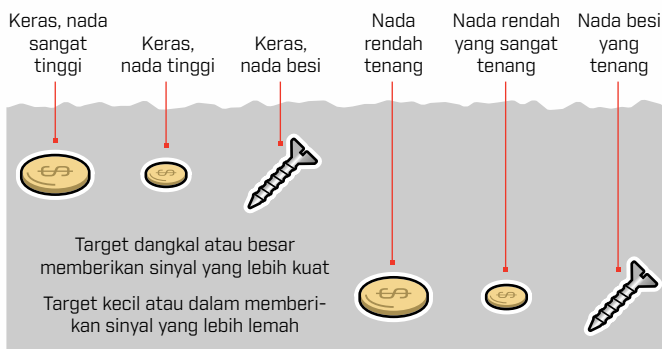 Keras, nada
sangat
tinggi
Keras,
nada tinggi
Keras,
nada besi
Nada
rendah
tenang
Nada rendah
yang sangat
tenang
Nada besi
yang
tenang
Target dangkal atau besar
memberikan sinyal yang lebih kuat
Target kecil atau dalam memberi-
kan sinyal yang lebih lemah